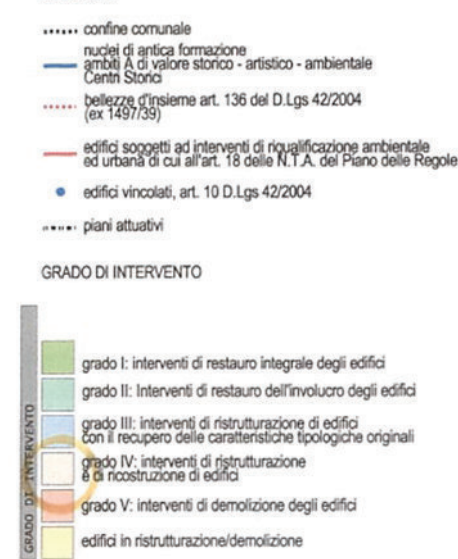 confine comunale
nuclei di antica formazione
ambiti A di valore storico - artistico - ambientale
Centri Storici
bellezze d'insieme art. 136 del D.Lgs 42/2004
(ex 1497/39)
edifici soggetti ad interventi di riqualificazione ambientale
ed urbana di cui all'art. 18 delle N.T.A. del Piano delle Regole
edifici vincolati, art. 10 D.Lgs 42/2004
piani attuativi
GRADO DI INTERVENTO
GRADO DI INTERVENTO
grado I: interventi di restauro integrale degli edifici
grado II: Interventi di restauro dell'involucro degli edifici
grado III: interventi di ristrutturazione di edifici
con il recupero delle caratteristiche tipologiche originali
grado IV: interventi di ristrutturazione
e di ricostruzione di edifici
grado V: interventi di demolizione degli edifici
edifici in ristrutturazione/demolizione